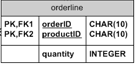 orderline
PK,FK1 orderID CHAR(10)
PK,FK2 productID CHAR(10)
quantity INTEGER